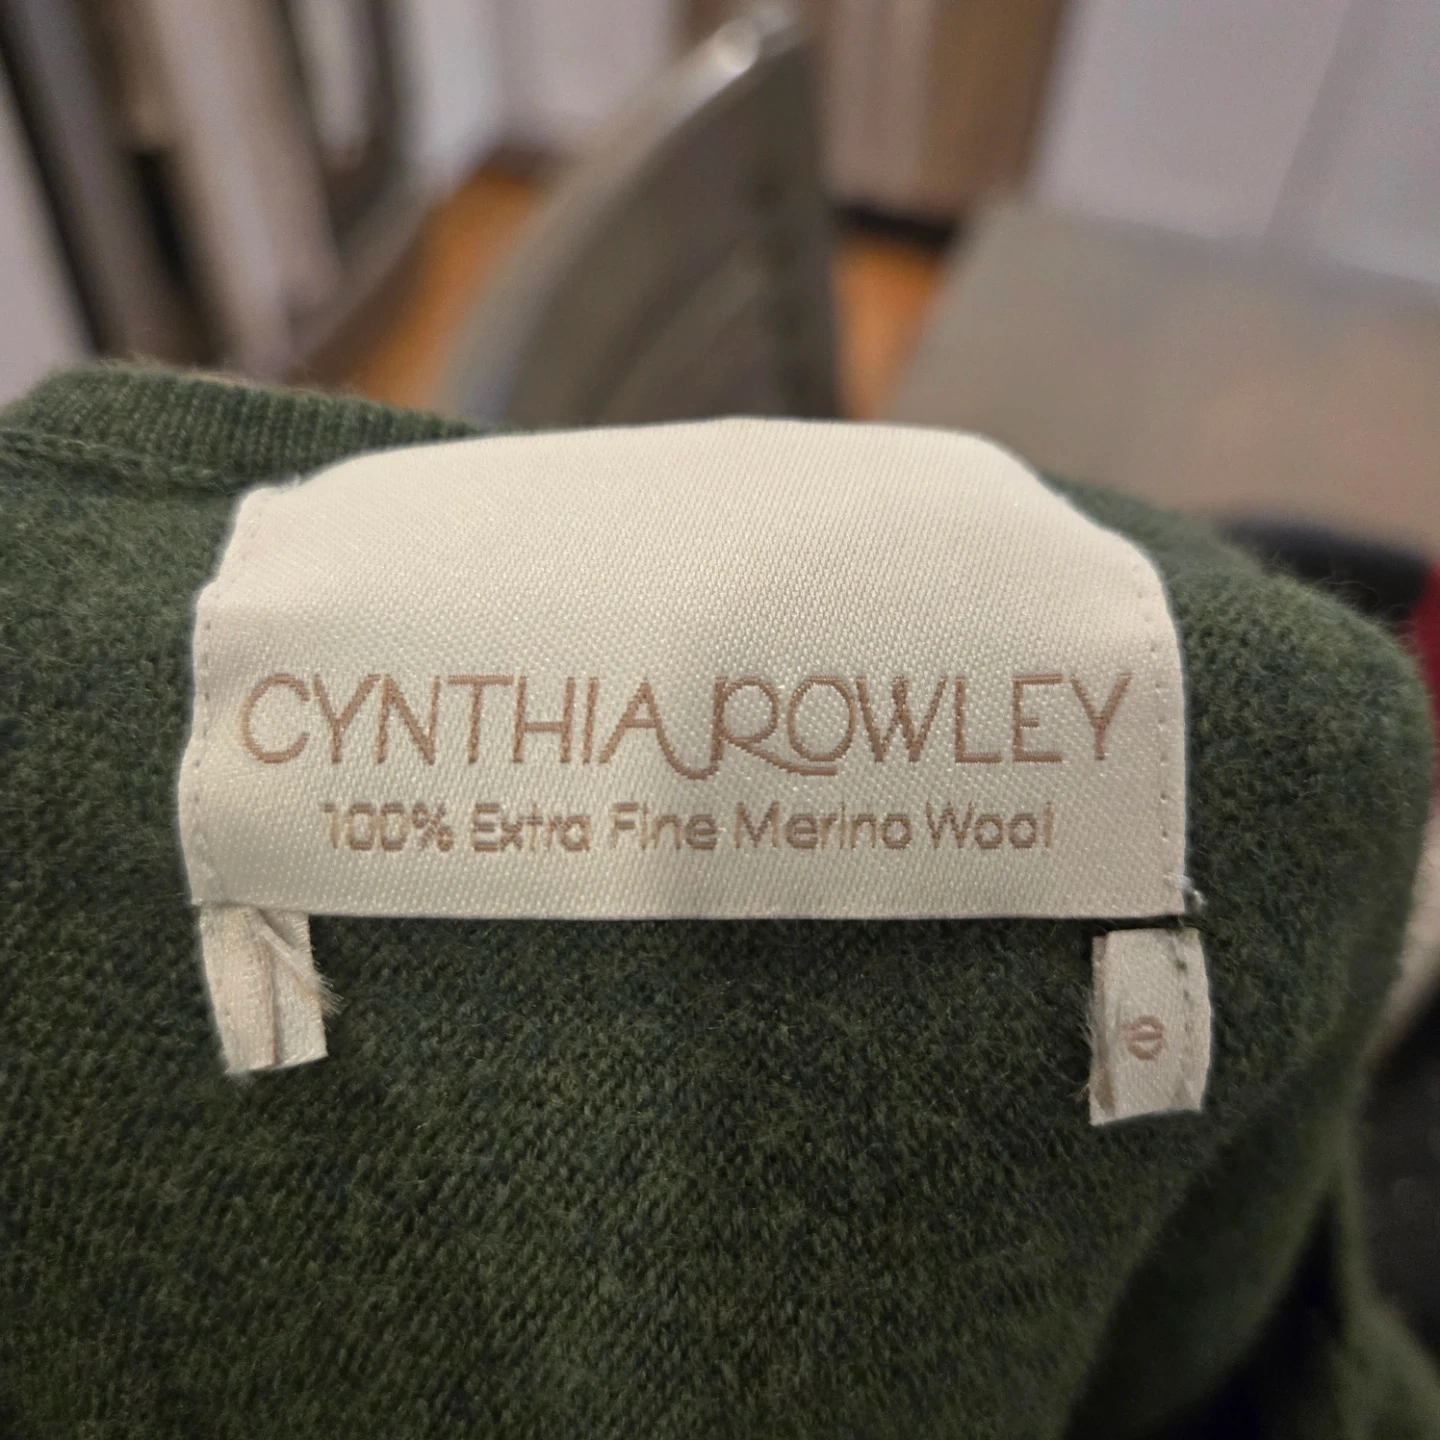 CYNTHIA ROWLEY
100% Extra Fine Merino Wool